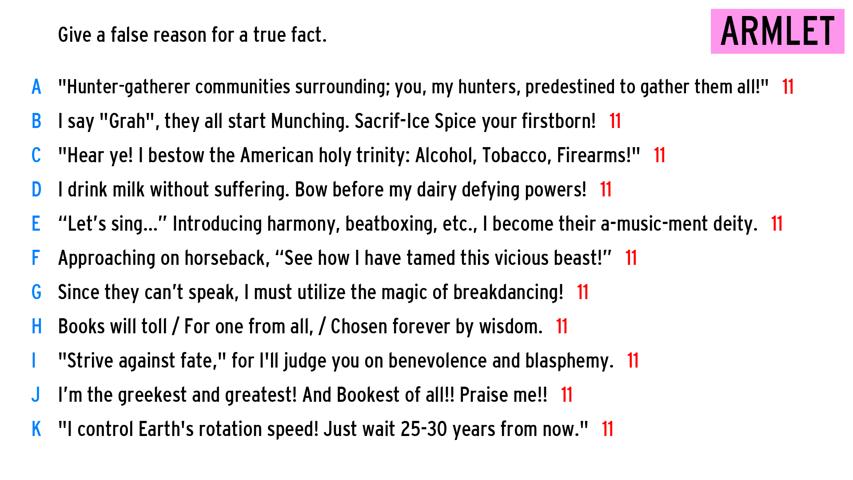 Give a false reason for a true fact.
ARMLET
A "Hunter-gatherer communities surrounding; you, my hunters, predestined to gather them all!" 11
B I say "Grah", they all start Munching. Sacrif-Ice Spice your firstborn! 11
C "Hear ye! I bestow the American holy trinity: Alcohol, Tobacco, Firearms!" 11
D I drink milk without suffering. Bow before my dairy defying powers! 11
E “Let’s sing...” Introducing harmony, beatboxing, etc., I become their a-music-ment deity. 11
F Approaching on horseback, “See how I have tamed this vicious beast!” 11
G Since they can’t speak, I must utilize the magic of breakdancing! 11
H Books will toll / For one from all, / Chosen forever by wisdom. 11
I "Strive against fate," for I'll judge you on benevolence and blasphemy. 11
J I’m the greekest and greatest! And Bookest of all!! Praise me!! 11
K "I control Earth's rotation speed! Just wait 25-30 years from now." 11